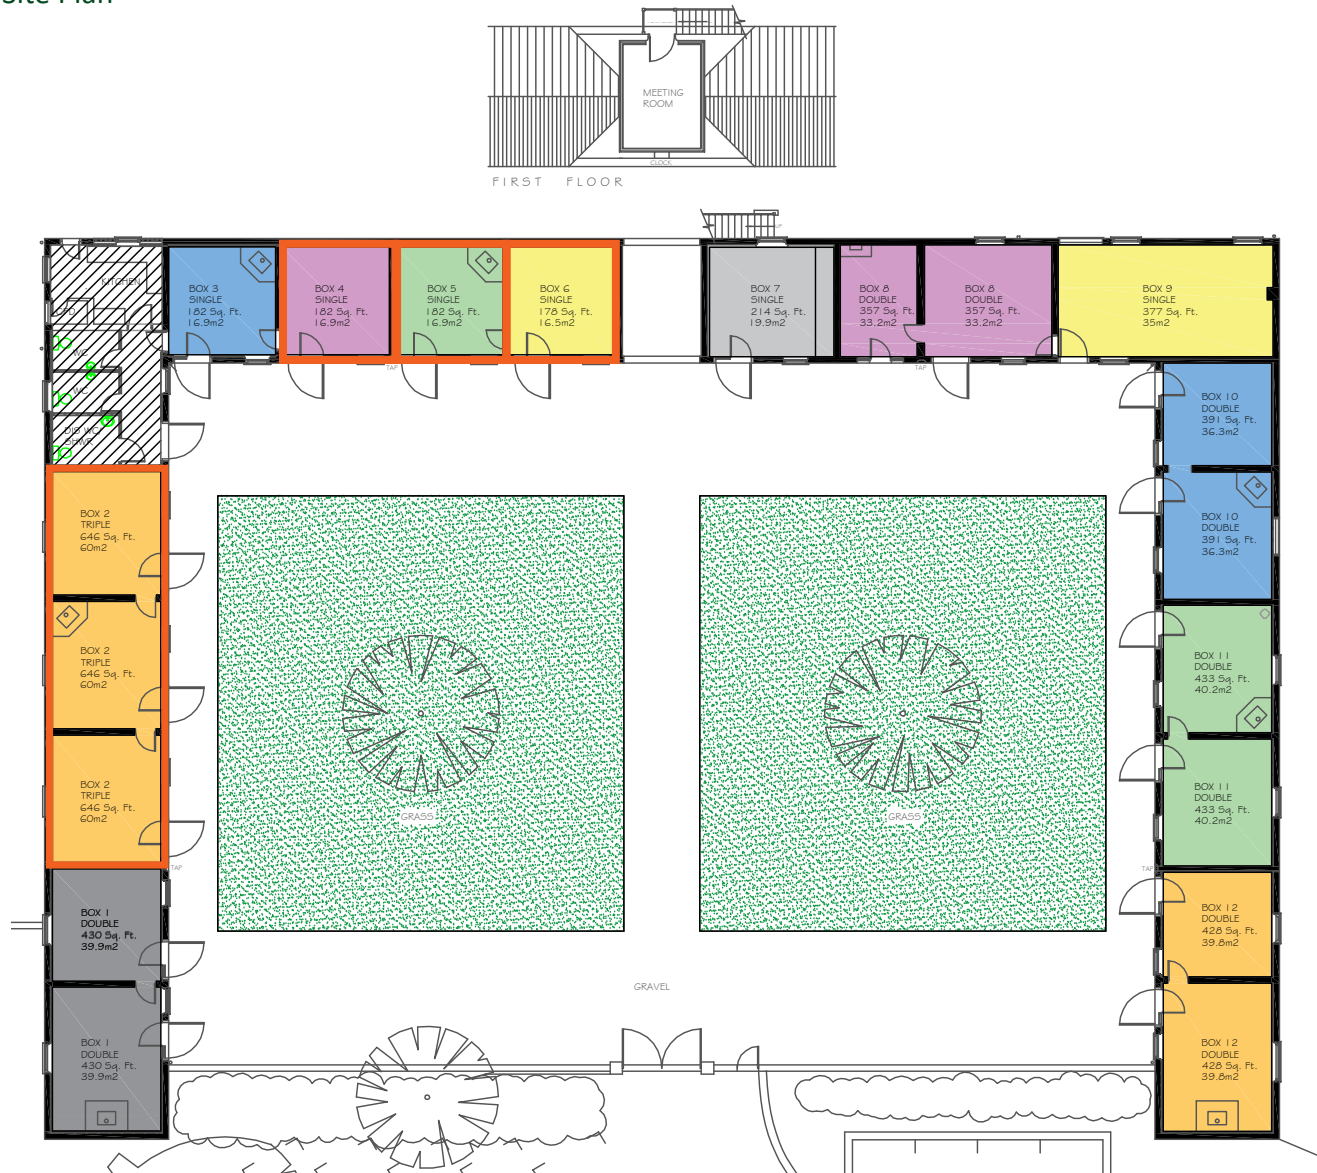 Site Plan
MEETING
ROOM
CLOCK
FIRST FLOOR
KITCHEN
WC
WC
DIS WC
SHWR
BOX 3
SINGLE
182 Sq. Ft.
16.9m2
BOX 4
SINGLE
182 Sq. Ft.
16.9m2
BOX 5
SINGLE
182 Sq. Ft.
16.9m2
BOX 6
SINGLE
178 Sq. Ft.
16.5m2
BOX 7
SINGLE
214 Sq. Ft.
19.9m2
BOX 8
DOUBLE
357 Sq. Ft.
33.2m2
BOX 8
DOUBLE
357 Sq. Ft.
33.2m2
BOX 9
SINGLE
377 Sq. Ft.
35m2
TAP
TAP
BOX 10
DOUBLE
391 Sq. Ft.
36.3m2
BOX 10
DOUBLE
391 Sq. Ft.
36.3m2
BOX 2
TRIPLE
646 Sq. Ft.
60m2
BOX 2
TRIPLE
646 Sq. Ft.
60m2
BOX 2
TRIPLE
646 Sq. Ft.
60m2
BOX 11
DOUBLE
433 Sq. Ft.
40.2m2
BOX 11
DOUBLE
433 Sq. Ft.
40.2m2
GRASS
GRASS
TAP
TAP
BOX 1
DOUBLE
430 Sq. Ft.
39.9m2
BOX 1
DOUBLE
430 Sq. Ft.
39.9m2
GRAVEL
BOX 12
DOUBLE
428 Sq. Ft.
39.8m2
BOX 12
DOUBLE
428 Sq. Ft.
39.8m2